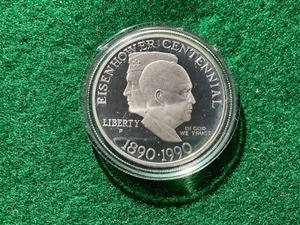 EISENHOWER CENTENNIAL
LIBERTY
P
IN GOD
WE TRUST
1890·1990